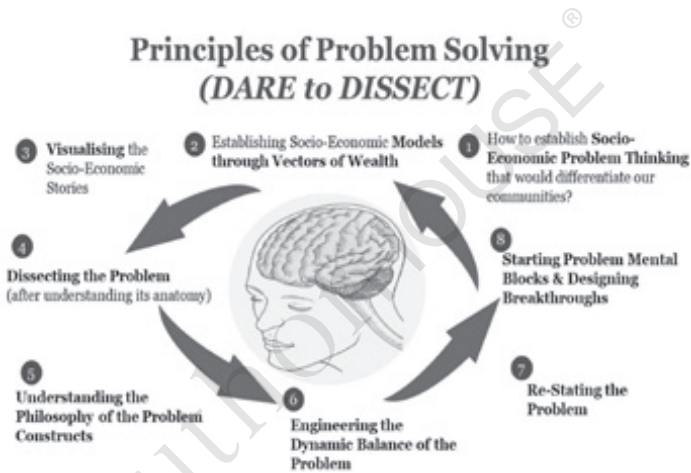 Principles of Problem Solving
(DARE to DISSECT)
1 How to establish Socio-
Economic Problem Thinking
that would differentiate our
communities?
2 Establishing Socio-Economic Models
through Vectors of Wealth
3 Visualising the
Socio-Economic
Stories
4
Dissecting the Problem
(after understanding its anatomy)
5
Understanding the
Philosophy of the Problem
Constructs
6
Engineering the
Dynamic Balance of the
Problem
7
Re-Stating the
Problem
8
Starting Problem Mental
Blocks & Designing
Breakthroughs
authorHOUSE®